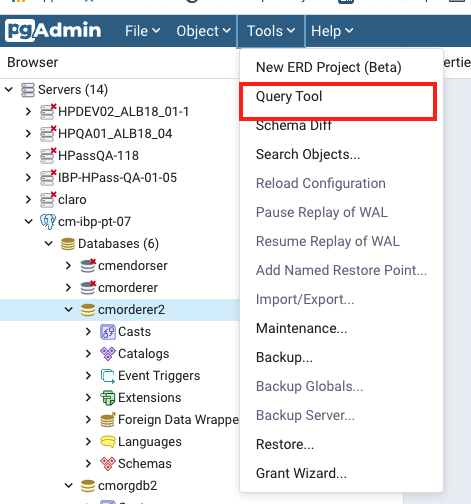 pgAdmin File Object Tools Help
Browser
Servers (14)
HPDEV02_ALB18_01-1
HPQA01_ALB18_04
HPassQA-118
IBP-HPass-QA-01-05
claro
cm-ibp-pt-07
Databases (6)
cmendorser
cmorderer
cmorderer2
Casts
Catalogs
Event Triggers
Extensions
Foreign Data Wrappe
Languages
Schemas
cmorgdb2
New ERD Project (Beta)
Query Tool
Schema Diff
Search Objects...
Reload Configuration
Pause Replay of WAL
Resume Replay of WAL
Add Named Restore Point...
Import/Export...
Maintenance...
Backup...
Backup Globals...
Backup Server...
Restore...
Grant Wizard...
ertie